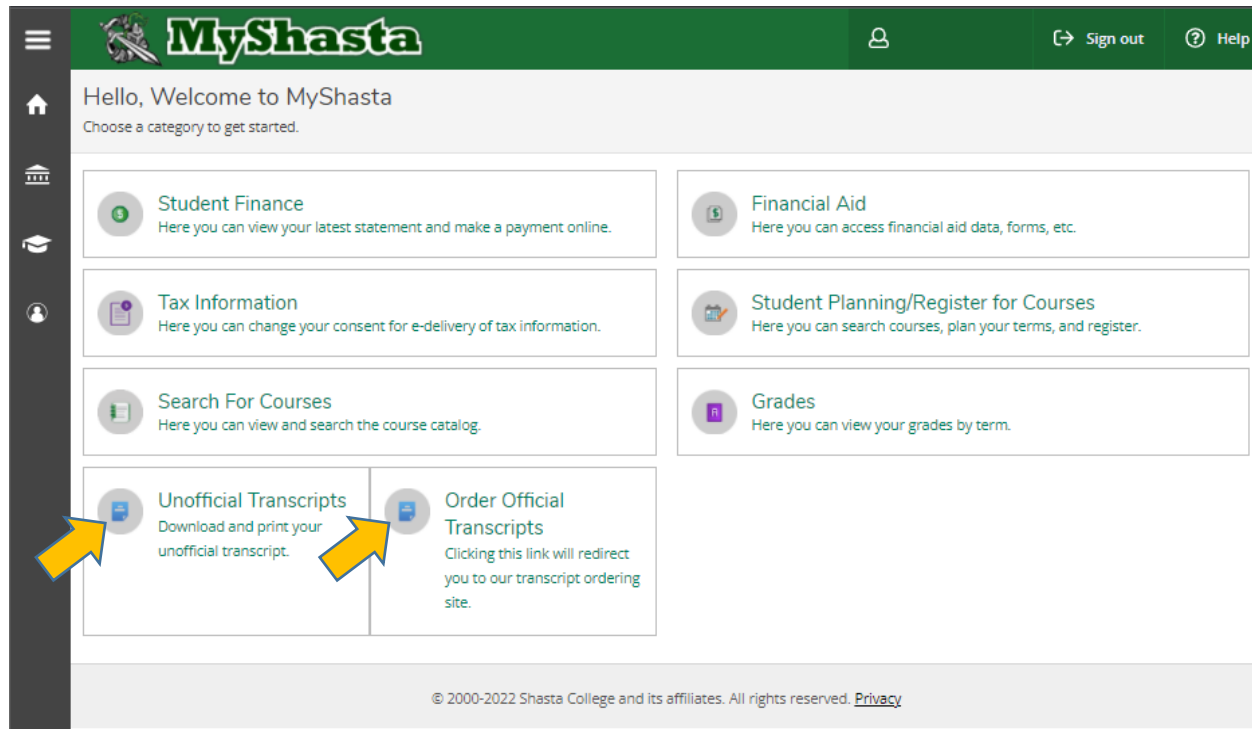 MyShasta
Sign out
Help
Hello, Welcome to MyShasta
Choose a category to get started.
Student Finance
Here you can view your latest statement and make a payment online.
Financial Aid
Here you can access financial aid data, forms, etc.
Tax Information
Here you can change your consent for e-delivery of tax information.
Student Planning/Register for Courses
Here you can search courses, plan your terms, and register.
Search For Courses
Here you can view and search the course catalog.
Grades
Here you can view your grades by term.
Unofficial Transcripts
Download and print your
unofficial transcript.
Order Official
Transcripts
Clicking this link will redirect
you to our transcript ordering
site.
© 2000-2022 Shasta College and its affiliates. All rights reserved. Privacy